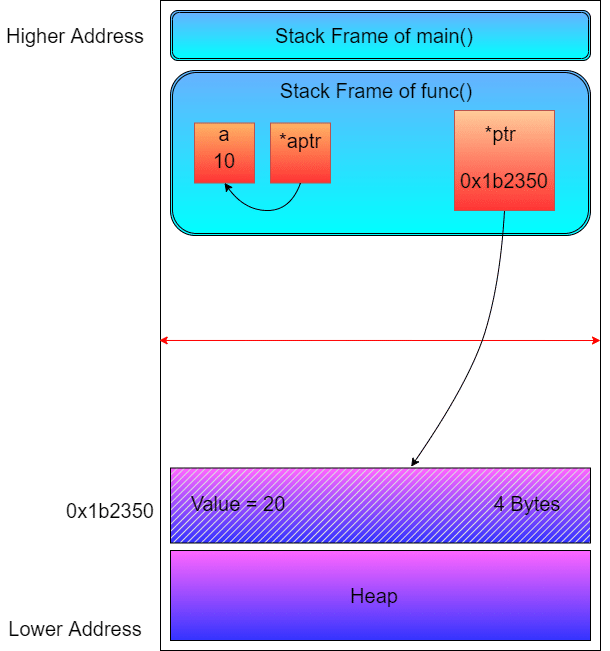 Higher Address
Stack Frame of main()
Stack Frame of func()
a
10
*aptr
*ptr
0x1b2350
0x1b2350
Value = 20
4 Bytes
Heap
Lower Address